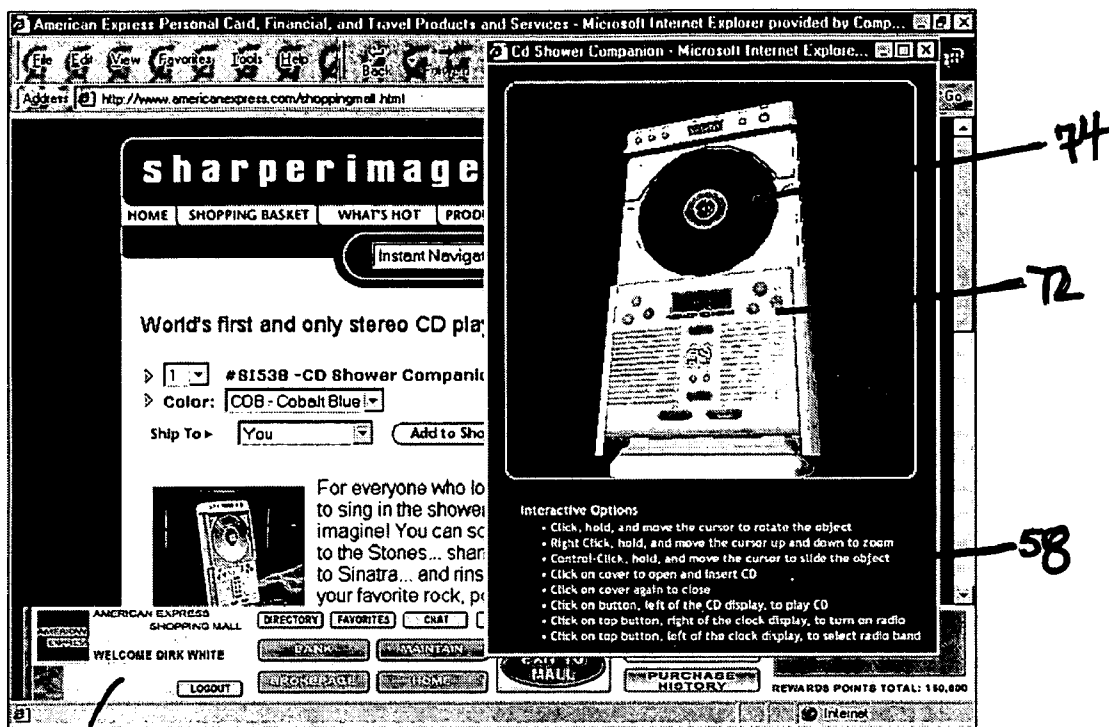 American Express Personal Card, Financial, and Travel Products and Services - Microsoft Internet Explorer provided by Comp...
File Edit View Favorites Tools Help
Back
Address http://www.americanexpress.com/shoppingmall.html
Go
sharperimage
HOME SHOPPING BASKET WHAT'S HOT PROD
Instant Navigat
World's first and only stereo CD play
1 #SI538 -CD Shower Companio
Color: COB - Cobalt Blue
Ship To You Add to Sho
For everyone who lo
to sing in the shower
imagine! You can so
to the Stones... shar
to Sinatra... and rins
your favorite rock, po
Cd Shower Companion - Microsoft Internet Explore...
74
72
Interactive Options
• Click, hold, and move the cursor to rotate the object
• Right Click, hold, and move the cursor up and down to zoom
• Control-Click, hold, and move the cursor to slide the object
• Click on cover to open and Insert CD
• Click on cover again to close
• Click on button, left of the CD display, to play CD
• Click on top button, right of the clock display, to turn on radio
• Click on top button, left of the clock display, to select radio band
58
AMERICAN EXPRESS
SHOPPING MALL
DIRECTORY FAVORITES CHAT
WELCOME DIRK WHITE
BANK MAINTAIN
MALL
LOGOUT
BROKERAGE HOME
PURCHASE
HISTORY
REWARDS POINTS TOTAL: 150,000
Internet